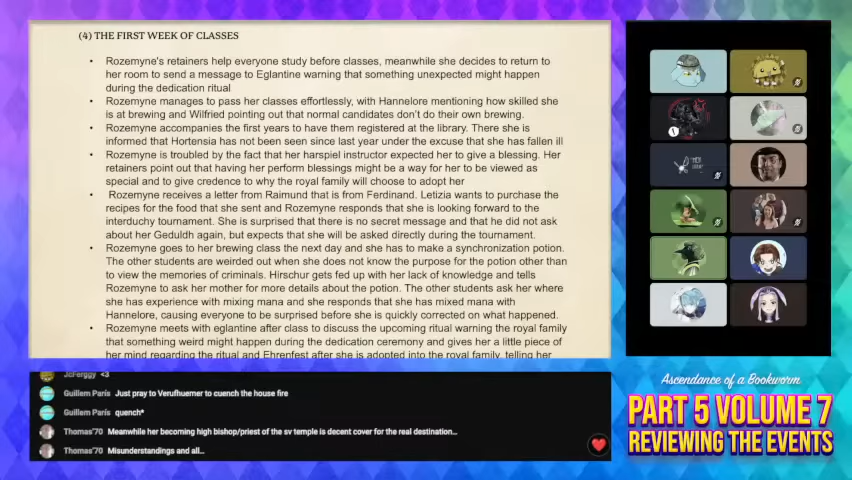 (4) THE FIRST WEEK OF CLASSES
• Rozemyne's retainers help everyone study before classes, meanwhile she decides to return to
her room to send a message to Eglantine warning that something unexpected might happen
during the dedication ritual
• Rozemyne manages to pass her classes effortlessly, with Hannelore mentioning how skilled she
is at brewing and Wilfried pointing out that normal candidates don't do their own brewing.
• Rozemyne accompanies the first years to have them registered at the library. There she is
informed that Hortensia has not been seen since last year under the excuse that she has fallen ill
• Rozemyne is troubled by the fact that her harspiel instructor expected her to give a blessing. Her
retainers point out that having her perform blessings might be a way for her to be viewed as
special and to give credence to why the royal family will choose to adopt her
• Rozemyne receives a letter from Raimund that is from Ferdinand. Letizia wants to purchase the
recipes for the food that she sent and Rozemyne responds that she is looking forward to the
interduchy tournament. She is surprised that there is no secret message and that he did not ask
about her Geduldh again, but expects that she will be asked directly during the tournament.
• Rozemyne goes to her brewing class the next day and she has to make a synchronization potion.
The other students are weirded out when she does not know the purpose for the potion other than
to view the memories of criminals. Hirschur gets fed up with her lack of knowledge and tells
Rozemyne to ask her mother for more details about the potion. The other students ask her where
she has experience with mixing mana and she responds that she has mixed mana with
Hannelore, causing everyone to be surprised before she is quickly corrected on what happened.
• Rozemyne meets with eglantine after class to discuss the upcoming ritual warning the royal family
that something weird might happen during the dedication ceremony and gives her a little piece of
her mind regarding the ritual and Ehrenfest after she is adopted into the royal family, telling her
JcFerggy <3
Guillem París Just pray to Verufhuemer to cuench the house fire
Guillem París quench*
Thomas'70 Meanwhile her becoming high bishop/priest of the sv temple is decent cover for the real destination...
Thomas'70 Misunderstandings and all...
Ascendance of a Bookworm
PART 5 VOLUME 7
REVIEWING THE EVENTS